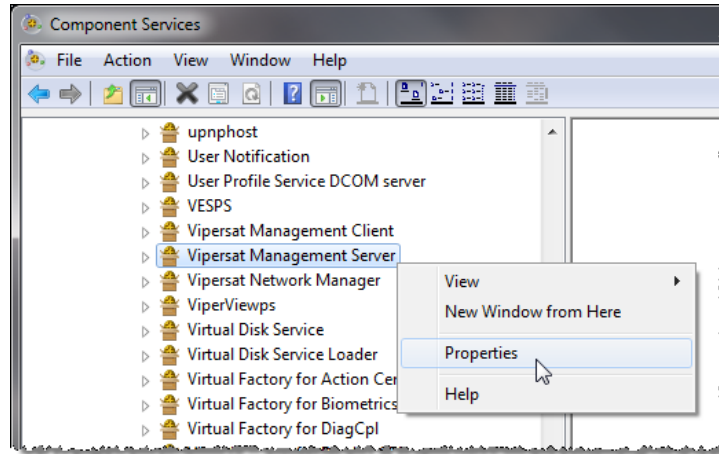 Component Services
File Action View Window Help
upnphost
User Notification
User Profile Service DCOM server
VESPS
Vipersat Management Client
Vipersat Management Server
Vipersat Network Manager
ViperViewps
Virtual Disk Service
Virtual Disk Service Loader
Virtual Factory for Action Cen
Virtual Factory for Biometrics
Virtual Factory for DiagCpl
View
New Window from Here
Properties
Help